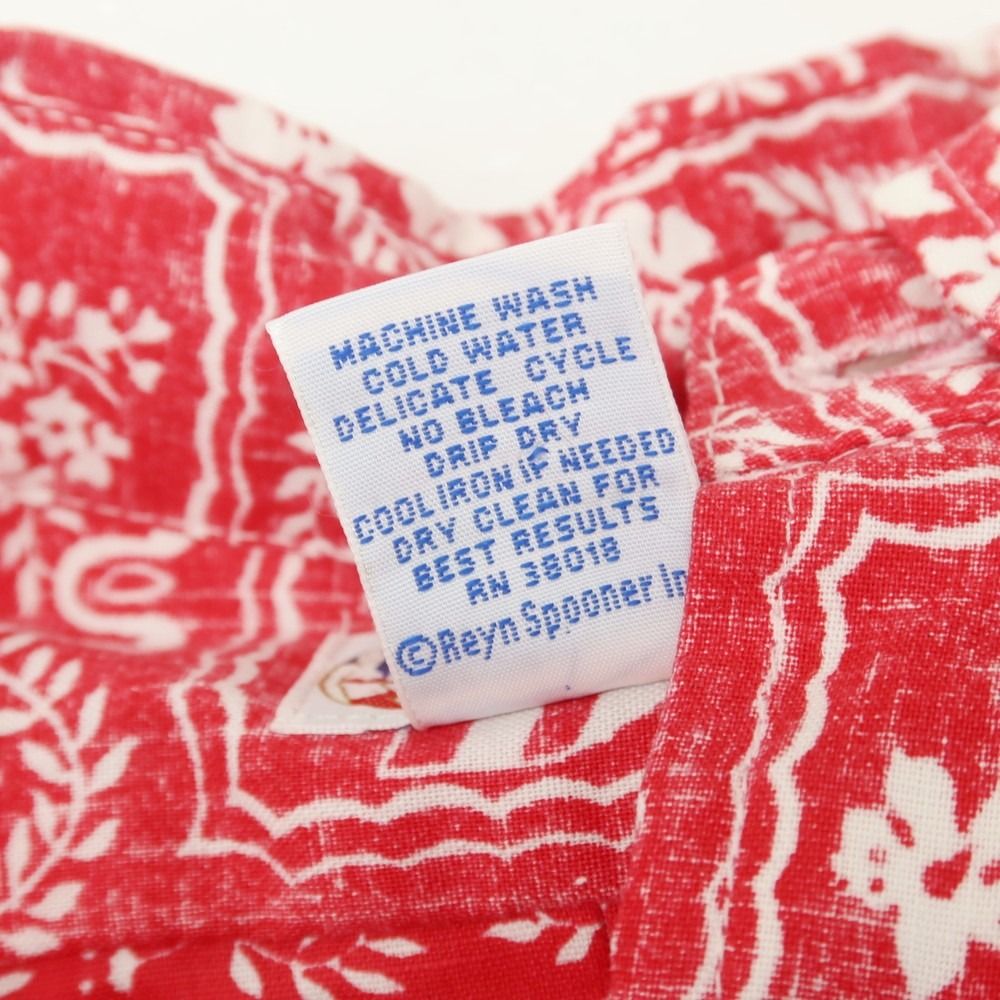 MACHINE WASH
COLD WATER
DELICATE CYCLE
NO BLEACH
DRIP DRY
COOL IRON IF NEEDED
DRY CLEAN FOR
BEST RESULTS
RN 38018
©Reyn Spooner In